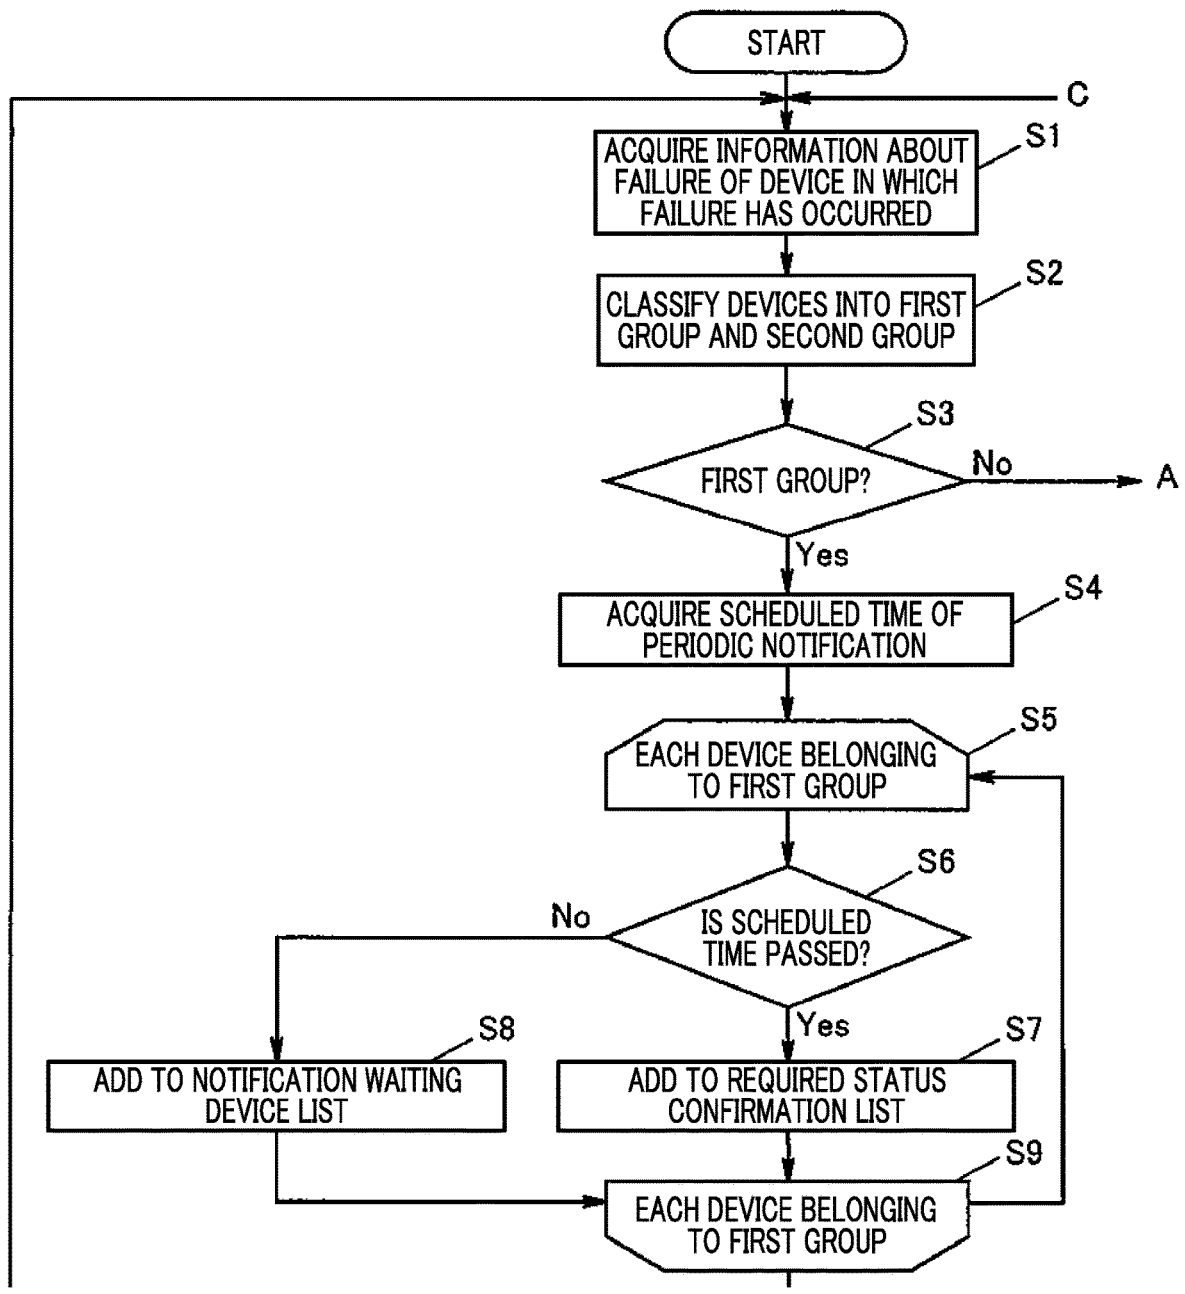 START
C
S1
ACQUIRE INFORMATION ABOUT
FAILURE OF DEVICE IN WHICH
FAILURE HAS OCCURRED
S2
CLASSIFY DEVICES INTO FIRST
GROUP AND SECOND GROUP
S3
FIRST GROUP?
No
A
Yes
S4
ACQUIRE SCHEDULED TIME OF
PERIODIC NOTIFICATION
S5
EACH DEVICE BELONGING
TO FIRST GROUP
S6
No
IS SCHEDULED
TIME PASSED?
Yes
S8
S7
ADD TO NOTIFICATION WAITING
DEVICE LIST
ADD TO REQUIRED STATUS
CONFIRMATION LIST
S9
EACH DEVICE BELONGING
TO FIRST GROUP